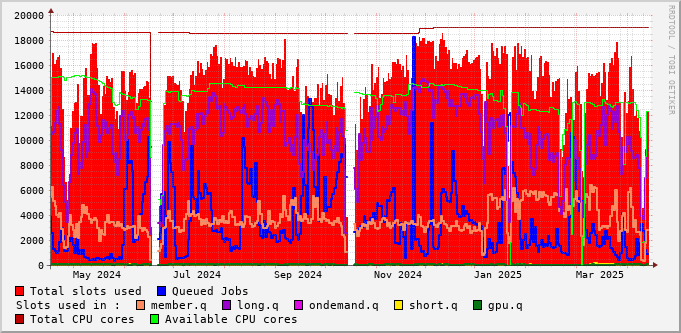 20000
18000
16000
14000
12000
10000
8000
6000
4000
2000
0
May 2024 Jul 2024 Sep 2024 Nov 2024 Jan 2025 Mar 2025
RRDTOOL / TOBI OETIKER
Total slots used Queued Jobs
Slots used in : member.q long.q ondemand.q short.q gpu.q
Total CPU cores Available CPU cores